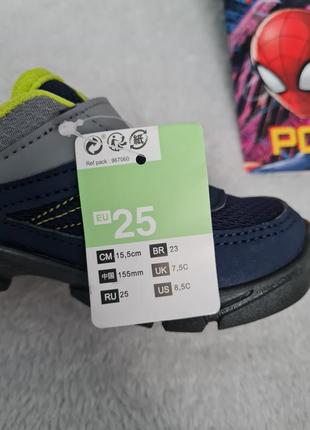 紙
Ref pack : 867060
EU 25
CM 15,5cm BR 23
中国 155mm UK 7,5C
RU 25 US 8,5C
PO